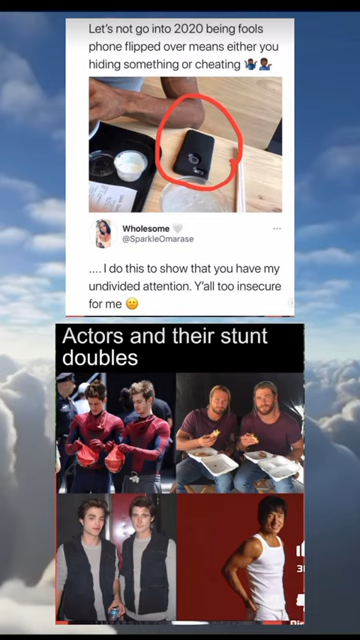 Let's not go into 2020 being fools
phone flipped over means either you
hiding something or cheating 🤷🏿‍♂️🤷🏾‍♂️
Wholesome 🤍
@SparkleOmarase
.... I do this to show that you have my
undivided attention. Y'all too insecure
for me 😕
Actors and their stunt
doubles